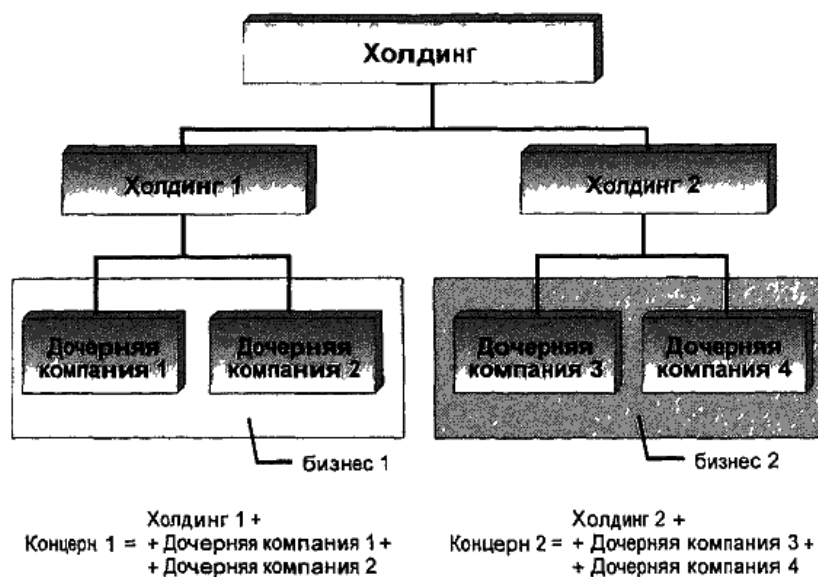 Холдинг
Холдинг 1
Холдинг 2
Дочерняя
компания 1
Дочерняя
компания 2
Дочерняя
компания 3
Дочерняя
компания 4
бизнес 1
бизнес 2
Холдинг 1 +
Концерн 1 = + Дочерняя компания 1 +
+ Дочерняя компания 2
Холдинг 2 +
Концерн 2 = + Дочерняя компания 3 +
+ Дочерняя компания 4